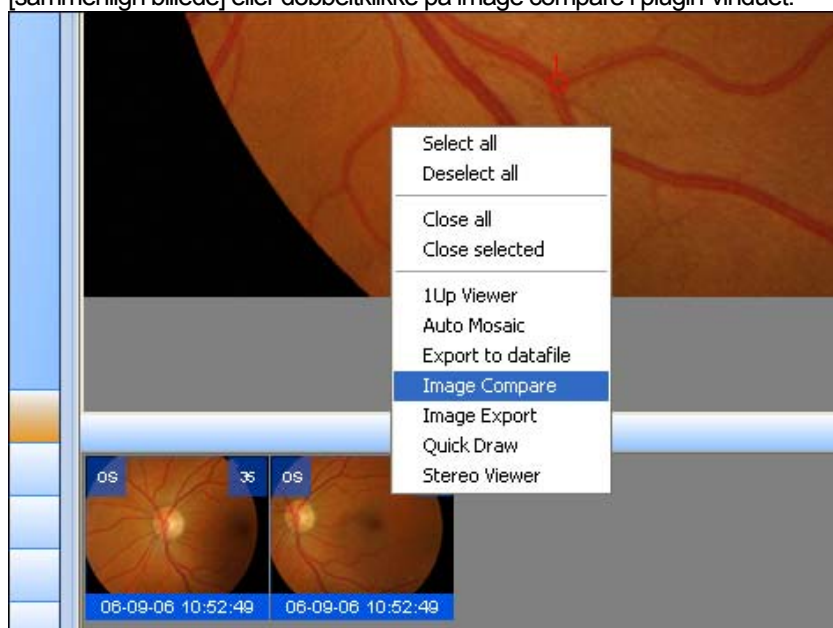 [sammenlign billede] eller dobbeltklikke på image compare i plugin-vinduet.
Select all
Deselect all
Close all
Close selected
1Up Viewer
Auto Mosaic
Export to datafile
Image Compare
Image Export
Quick Draw
Stereo Viewer
OS 35 OS
06-09-06 10:52:49 06-09-06 10:52:49